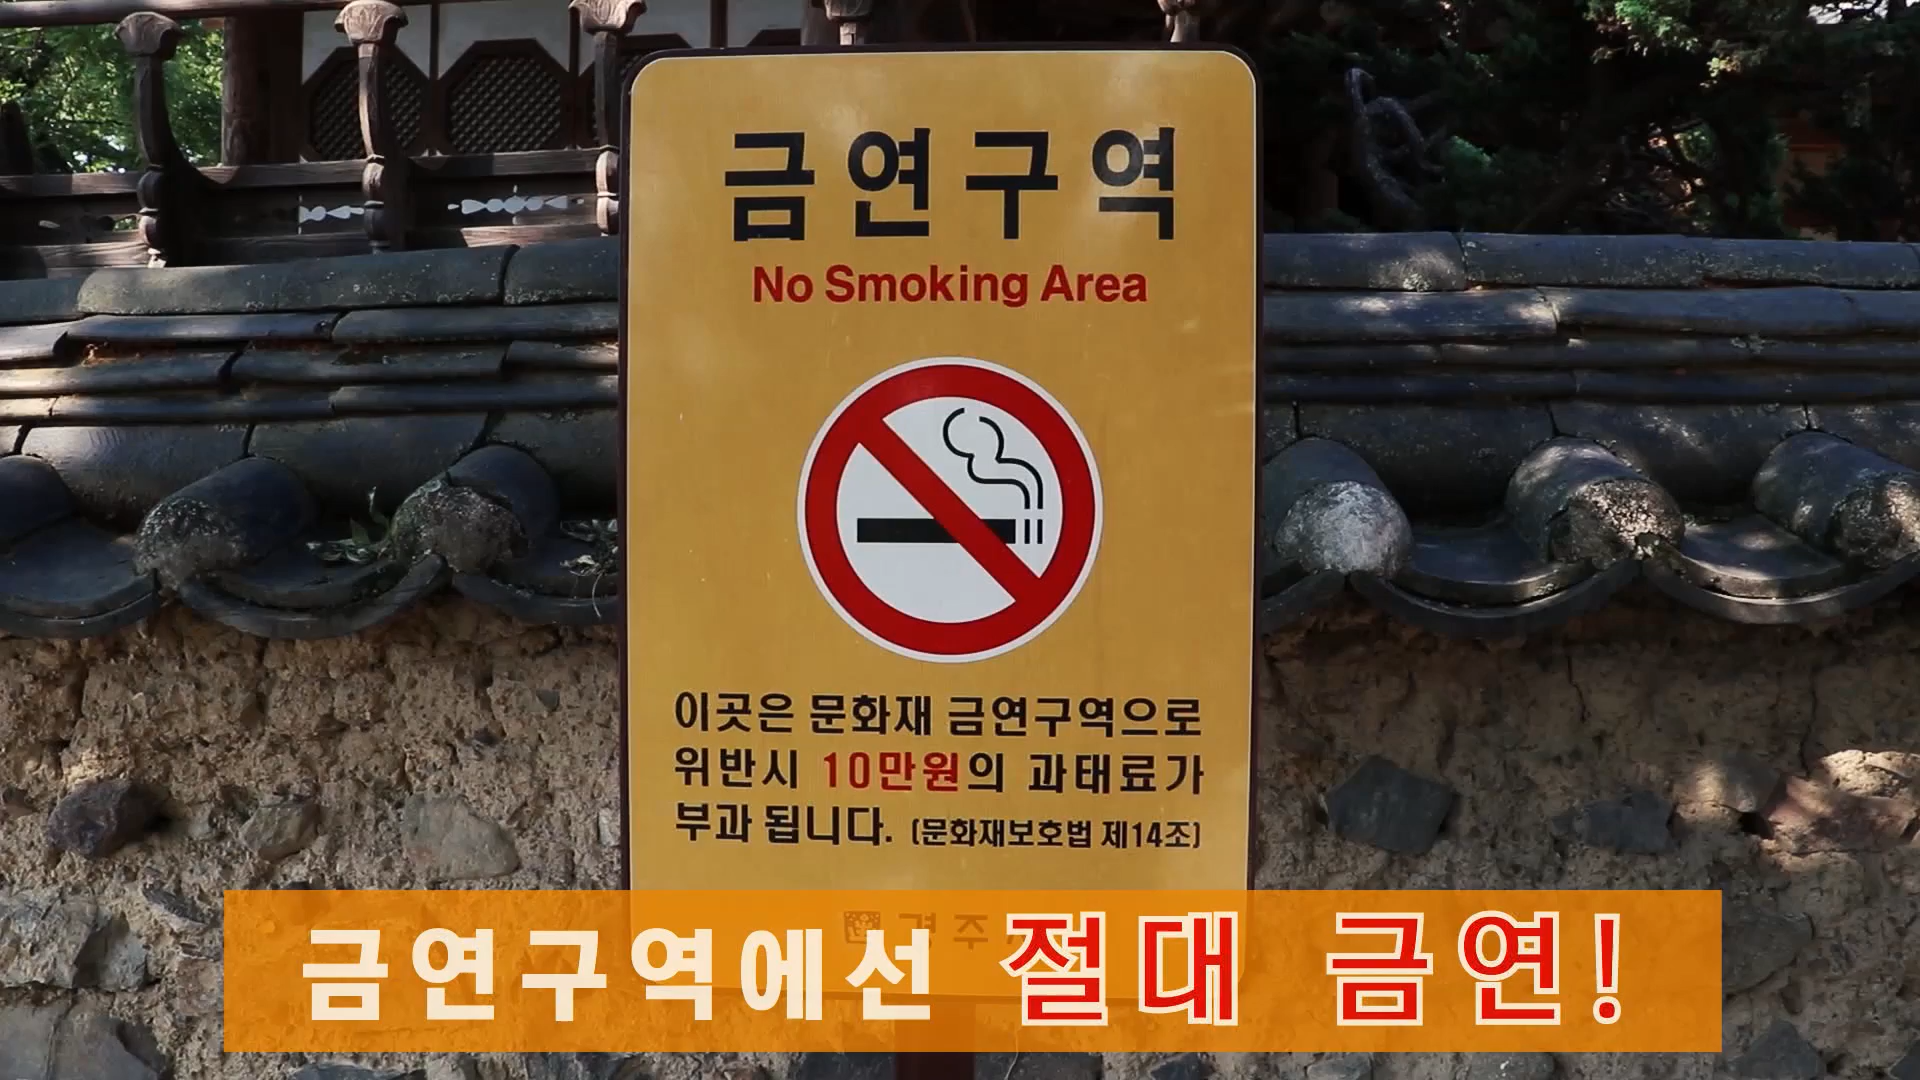 금연구역
No Smoking Area
이곳은 문화재 금연구역으로
위반시 10만원의 과태료가
부과 됩니다. (문화재보호법 제14조)
경주
금연구역에선 절대 금연!